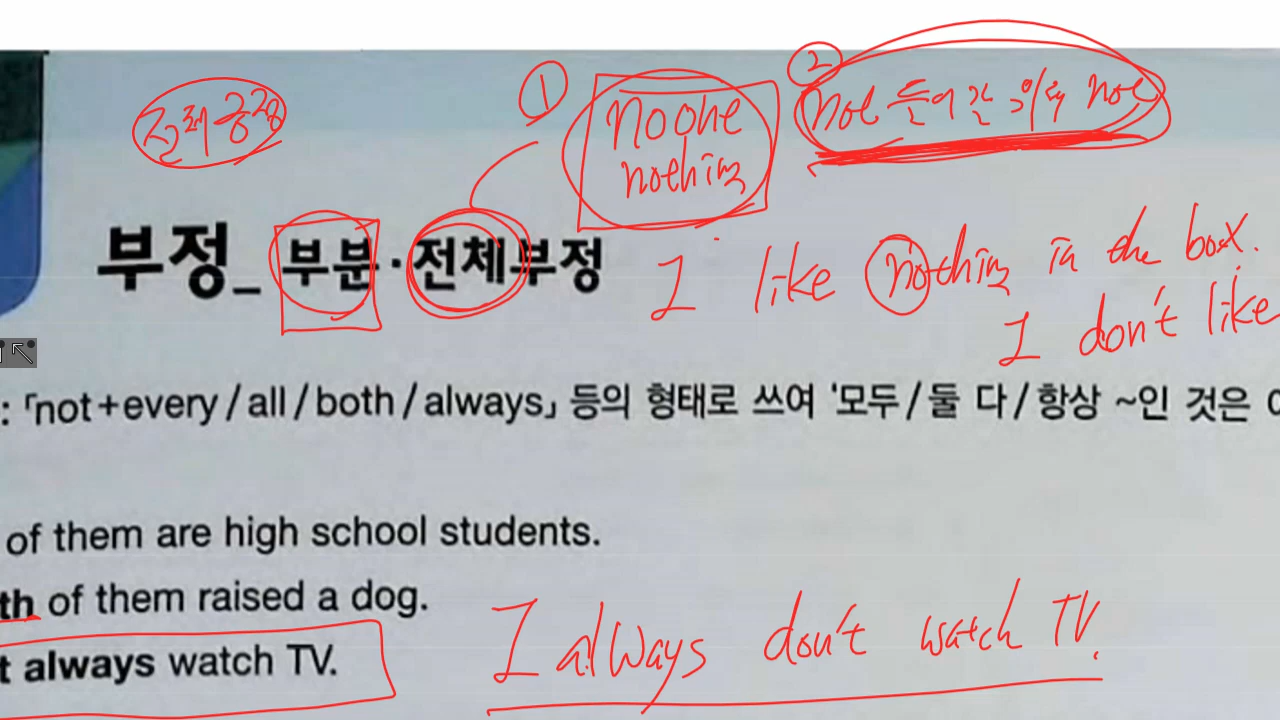 전체긍정
① no one
nothing
② not 들어간 의미 not
부정_ 부분·전체부정
I like nothing in the box.
I don't like
: 「not+every/all/both/always」 등의 형태로 쓰여 '모두/둘 다/항상 ~인 것은
of them are high school students.
th of them raised a dog.
t always watch TV.
I always don't watch TV.